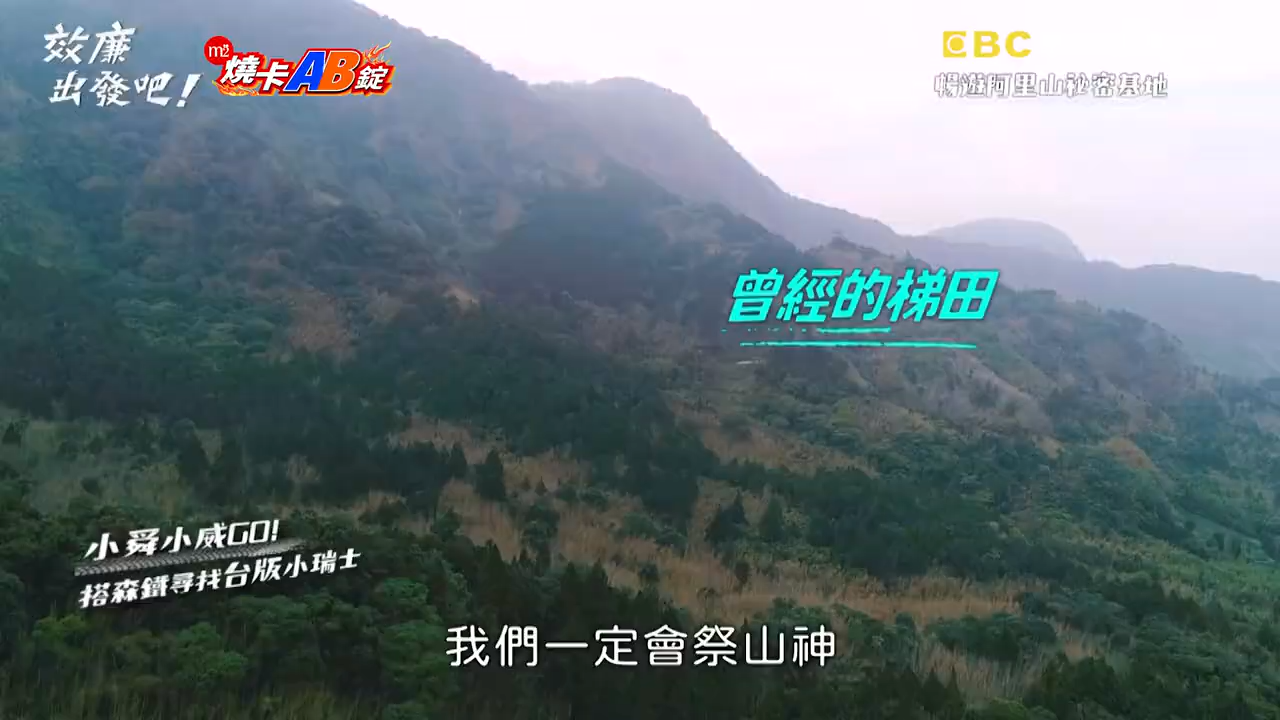 效廉
出發吧!
m2
燒卡AB錠
EBC
暢遊阿里山祕密基地
曾經的梯田
小舜小威GO!
搭森鐵尋找台版小瑞士
我們一定會祭山神